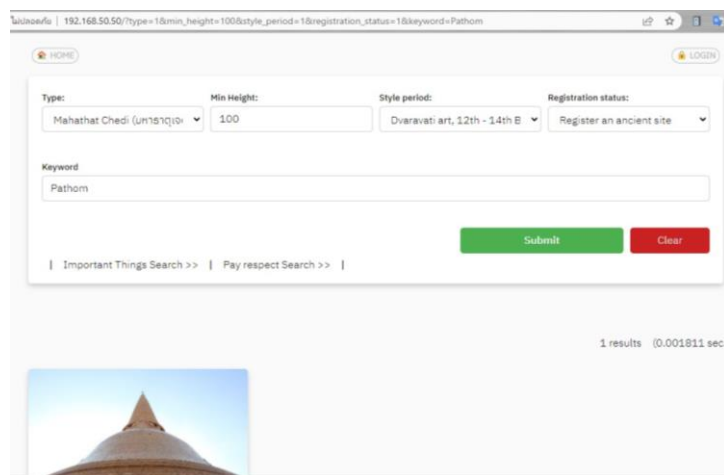 ไม่ปลอดภัย | 192.168.50.50/?type=1&min_height=100&style_period=1&registration_status=1&keyword=Pathom
HOME LOGIN
Type: Min Height: Style period: Registration status:
Mahathat Chedi (มหาธาตุเจ 100 Dvaravati art, 12th - 14th B Register an ancient site
Keyword
Pathom
Submit Clear
| Important Things Search >> | Pay respect Search >> |
1 results (0.001811 sec